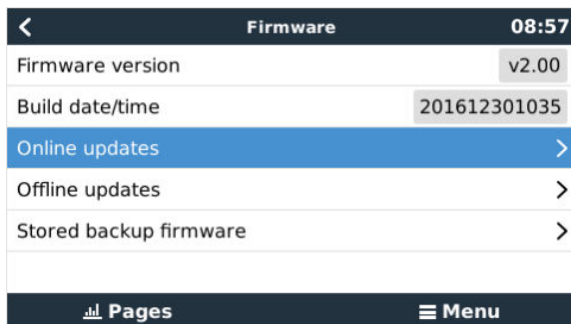 Firmware 08:57
Firmware version v2.00
Build date/time 201612301035
Online updates
Offline updates
Stored backup firmware
Pages Menu